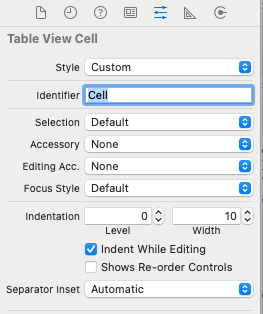 Table View Cell
Style Custom
Identifier Cell
Selection Default
Accessory None
Editing Acc. None
Focus Style Default
Indentation 0 10
Level Width
Indent While Editing
Shows Re-order Controls
Separator Inset Automatic